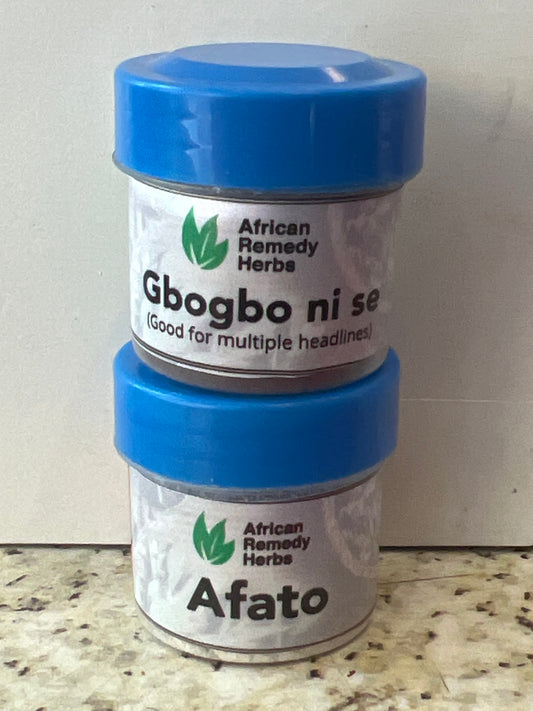 African
Remedy
Herbs
Gbogbo ni se
(Good for multiple headlines)
African
Remedy
Herbs
Afato